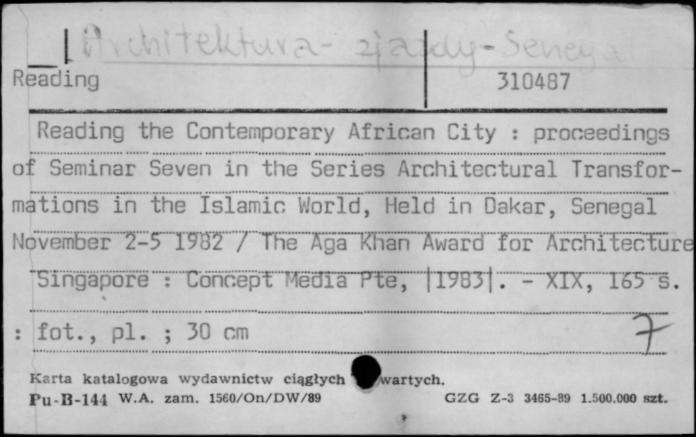 Architektura - zjazdy - Senegal
Reading 310487
Reading the Contemporary African City : proceedings
of Seminar Seven in the Series Architectural Transfor-
mations in the Islamic World, Held in Dakar, Senegal
November 2-5 1982 / The Aga Khan Award for Architecture
Singapore : Concept Media Pte, |1983|. - XIX, 165 s.
: fot., pl. ; 30 cm
7
Karta katalogowa wydawnictw ciągłych wartych.
Pu-B-144 W.A. zam. 1560/On/DW/89 GZG Z-3 3465-89 1.500.000 szt.